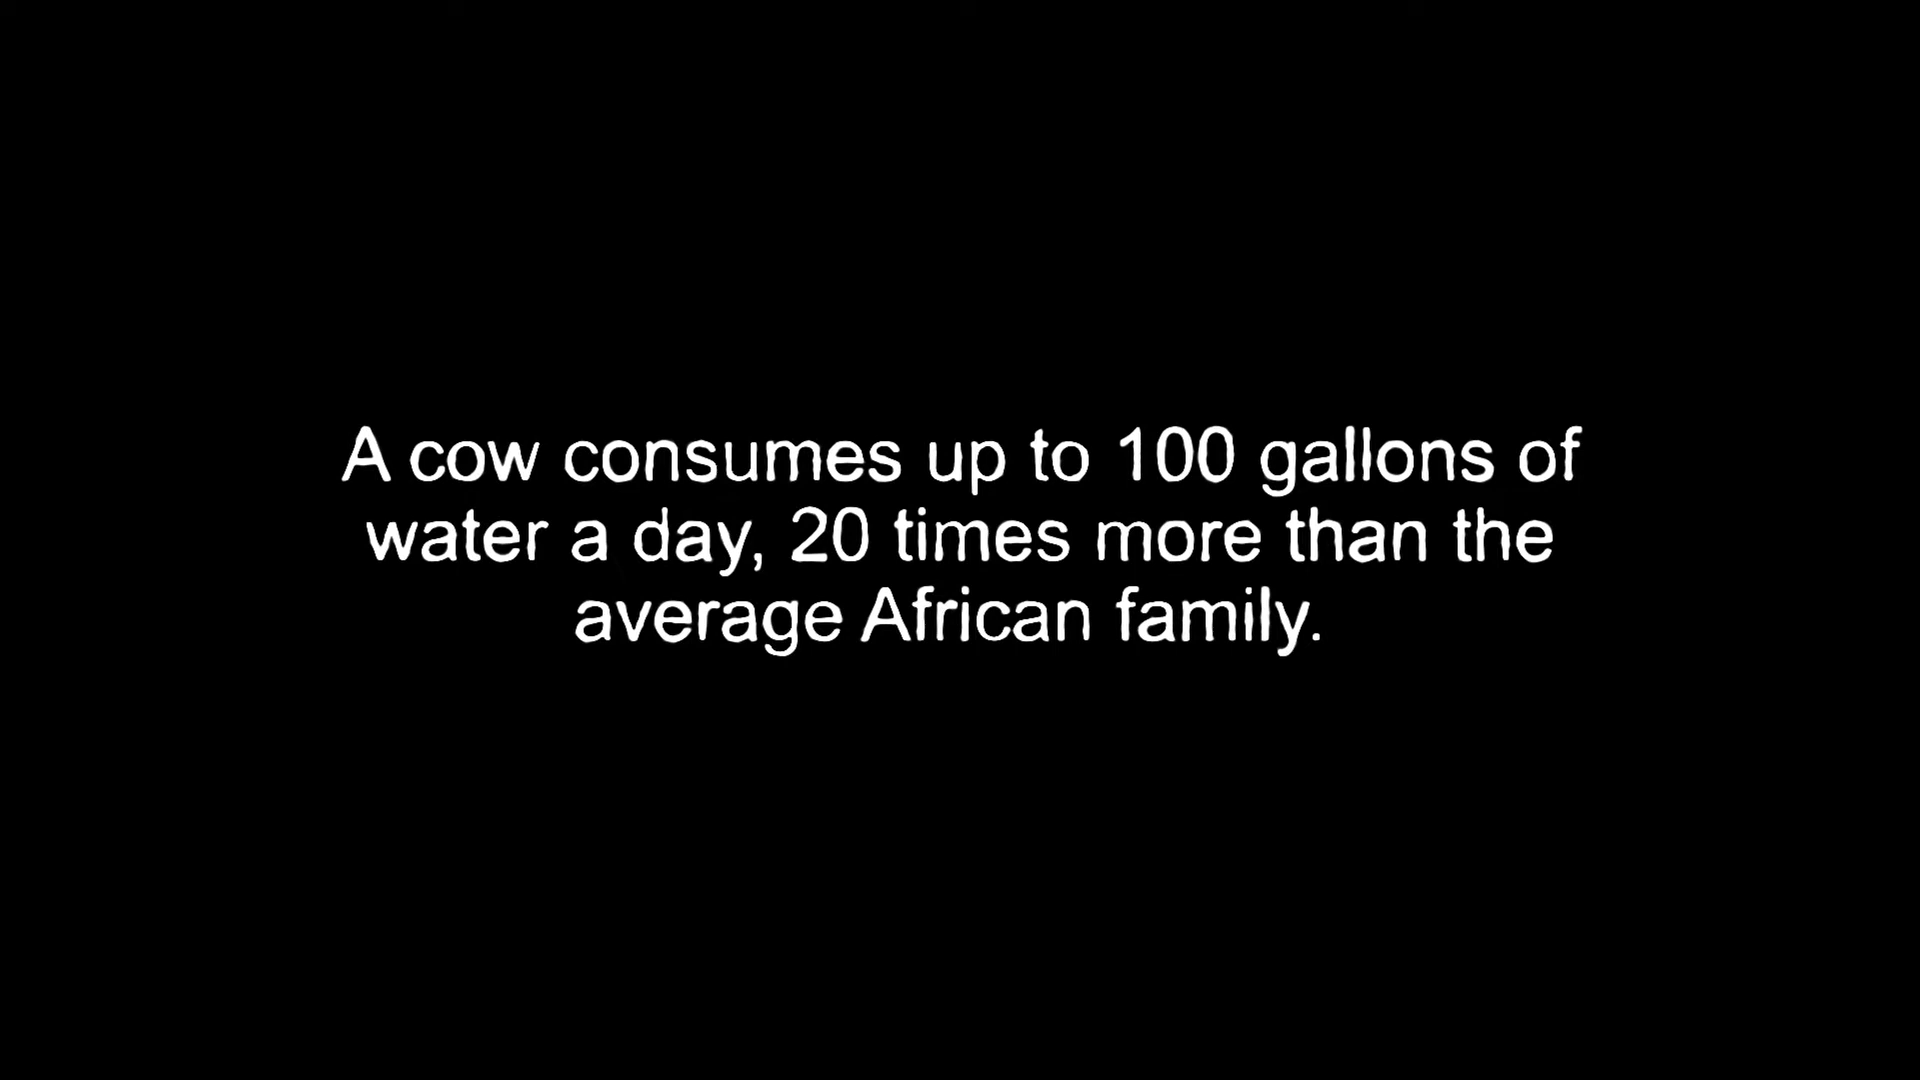 A cow consumes up to 100 gallons of
water a day, 20 times more than the
average African family.